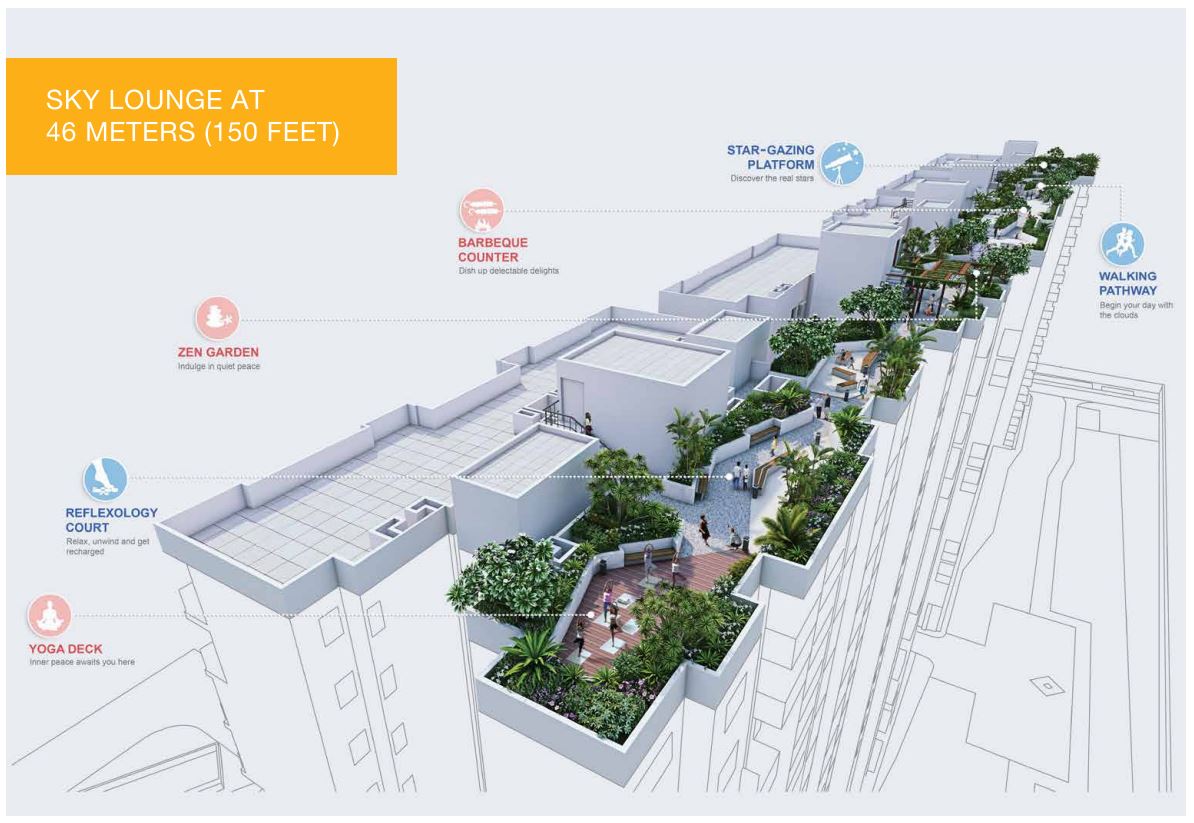 SKY LOUNGE AT
46 METERS (150 FEET)
STAR-GAZING
PLATFORM
Discover the real stars
BARBEQUE
COUNTER
Dish up delectable delights
WALKING
PATHWAY
Begin your day with
the clouds
ZEN GARDEN
Indulge in quiet peace
REFLEXOLOGY
COURT
Relax, unwind and get
recharged
YOGA DECK
Inner peace awaits you here